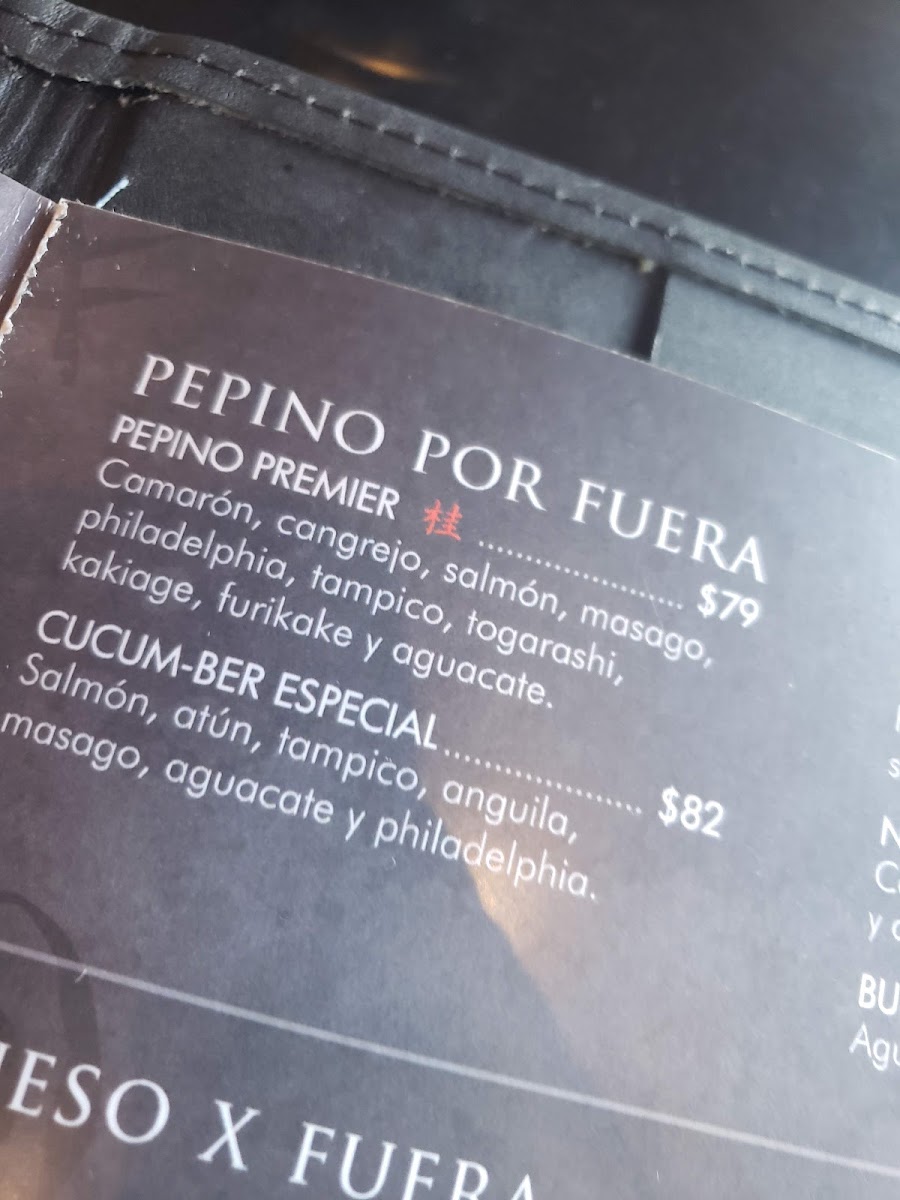 PEPINO POR FUERA
PEPINO PREMIER 桂 ........................ $79
Camarón, cangrejo, salmón, masago,
philadelphia, tampico, togarashi,
kakiage, furikake y aguacate.
CUCUM-BER ESPECIAL........................ $82
Salmón, atún, tampico, anguila,
masago, aguacate y philadelphia.
ESO X FUERA
BU
Agu